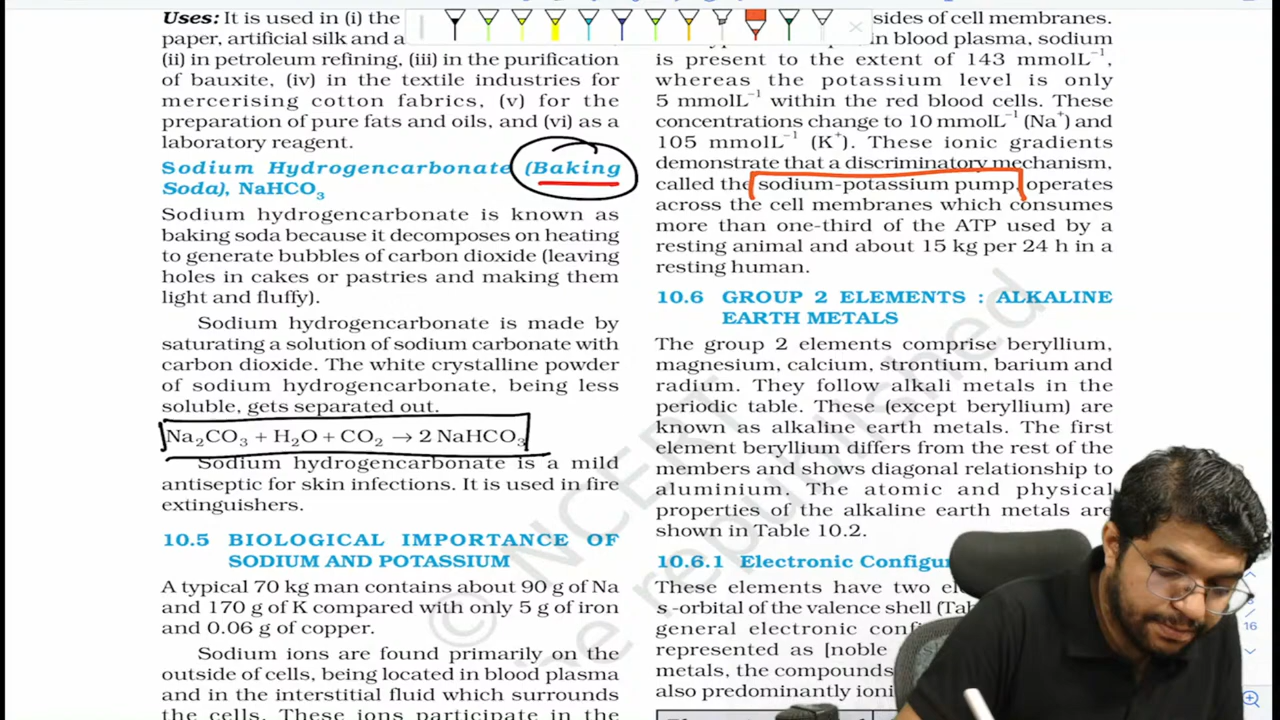 Uses: It is used in (i) the
paper, artificial silk and a
(ii) in petroleum refining, (iii) in the purification
of bauxite, (iv) in the textile industries for
mercerising cotton fabrics, (v) for the
preparation of pure fats and oils, and (vi) as a
laboratory reagent.
Sodium Hydrogencarbonate (Baking
Soda), NaHCO₃
Sodium hydrogencarbonate is known as
baking soda because it decomposes on heating
to generate bubbles of carbon dioxide (leaving
holes in cakes or pastries and making them
light and fluffy).
Sodium hydrogencarbonate is made by
saturating a solution of sodium carbonate with
carbon dioxide. The white crystalline powder
of sodium hydrogencarbonate, being less
soluble, gets separated out.
Na₂CO₃ + H₂O + CO₂ → 2 NaHCO₃
Sodium hydrogencarbonate is a mild
antiseptic for skin infections. It is used in fire
extinguishers.
10.5 BIOLOGICAL IMPORTANCE OF
SODIUM AND POTASSIUM
A typical 70 kg man contains about 90 g of Na
and 170 g of K compared with only 5 g of iron
and 0.06 g of copper.
Sodium ions are found primarily on the
outside of cells, being located in blood plasma
and in the interstitial fluid which surrounds
the cells. These ions participate in the
sides of cell membranes.
in blood plasma, sodium
is present to the extent of 143 mmolL⁻¹,
whereas the potassium level is only
5 mmolL⁻¹ within the red blood cells. These
concentrations change to 10 mmolL⁻¹ (Na⁺) and
105 mmolL⁻¹ (K⁺). These ionic gradients
demonstrate that a discriminatory mechanism,
called the sodium-potassium pump, operates
across the cell membranes which consumes
more than one-third of the ATP used by a
resting animal and about 15 kg per 24 h in a
resting human.
10.6 GROUP 2 ELEMENTS : ALKALINE
EARTH METALS
The group 2 elements comprise beryllium,
magnesium, calcium, strontium, barium and
radium. They follow alkali metals in the
periodic table. These (except beryllium) are
known as alkaline earth metals. The first
element beryllium differs from the rest of the
members and shows diagonal relationship to
aluminium. The atomic and physical
properties of the alkaline earth metals are
shown in Table 10.2.
10.6.1 Electronic Configu
These elements have two el
s -orbital of the valence shell (Tab
general electronic conf
represented as [noble
metals, the compounds
also predominantly ioni
© NCERT
be republished
16